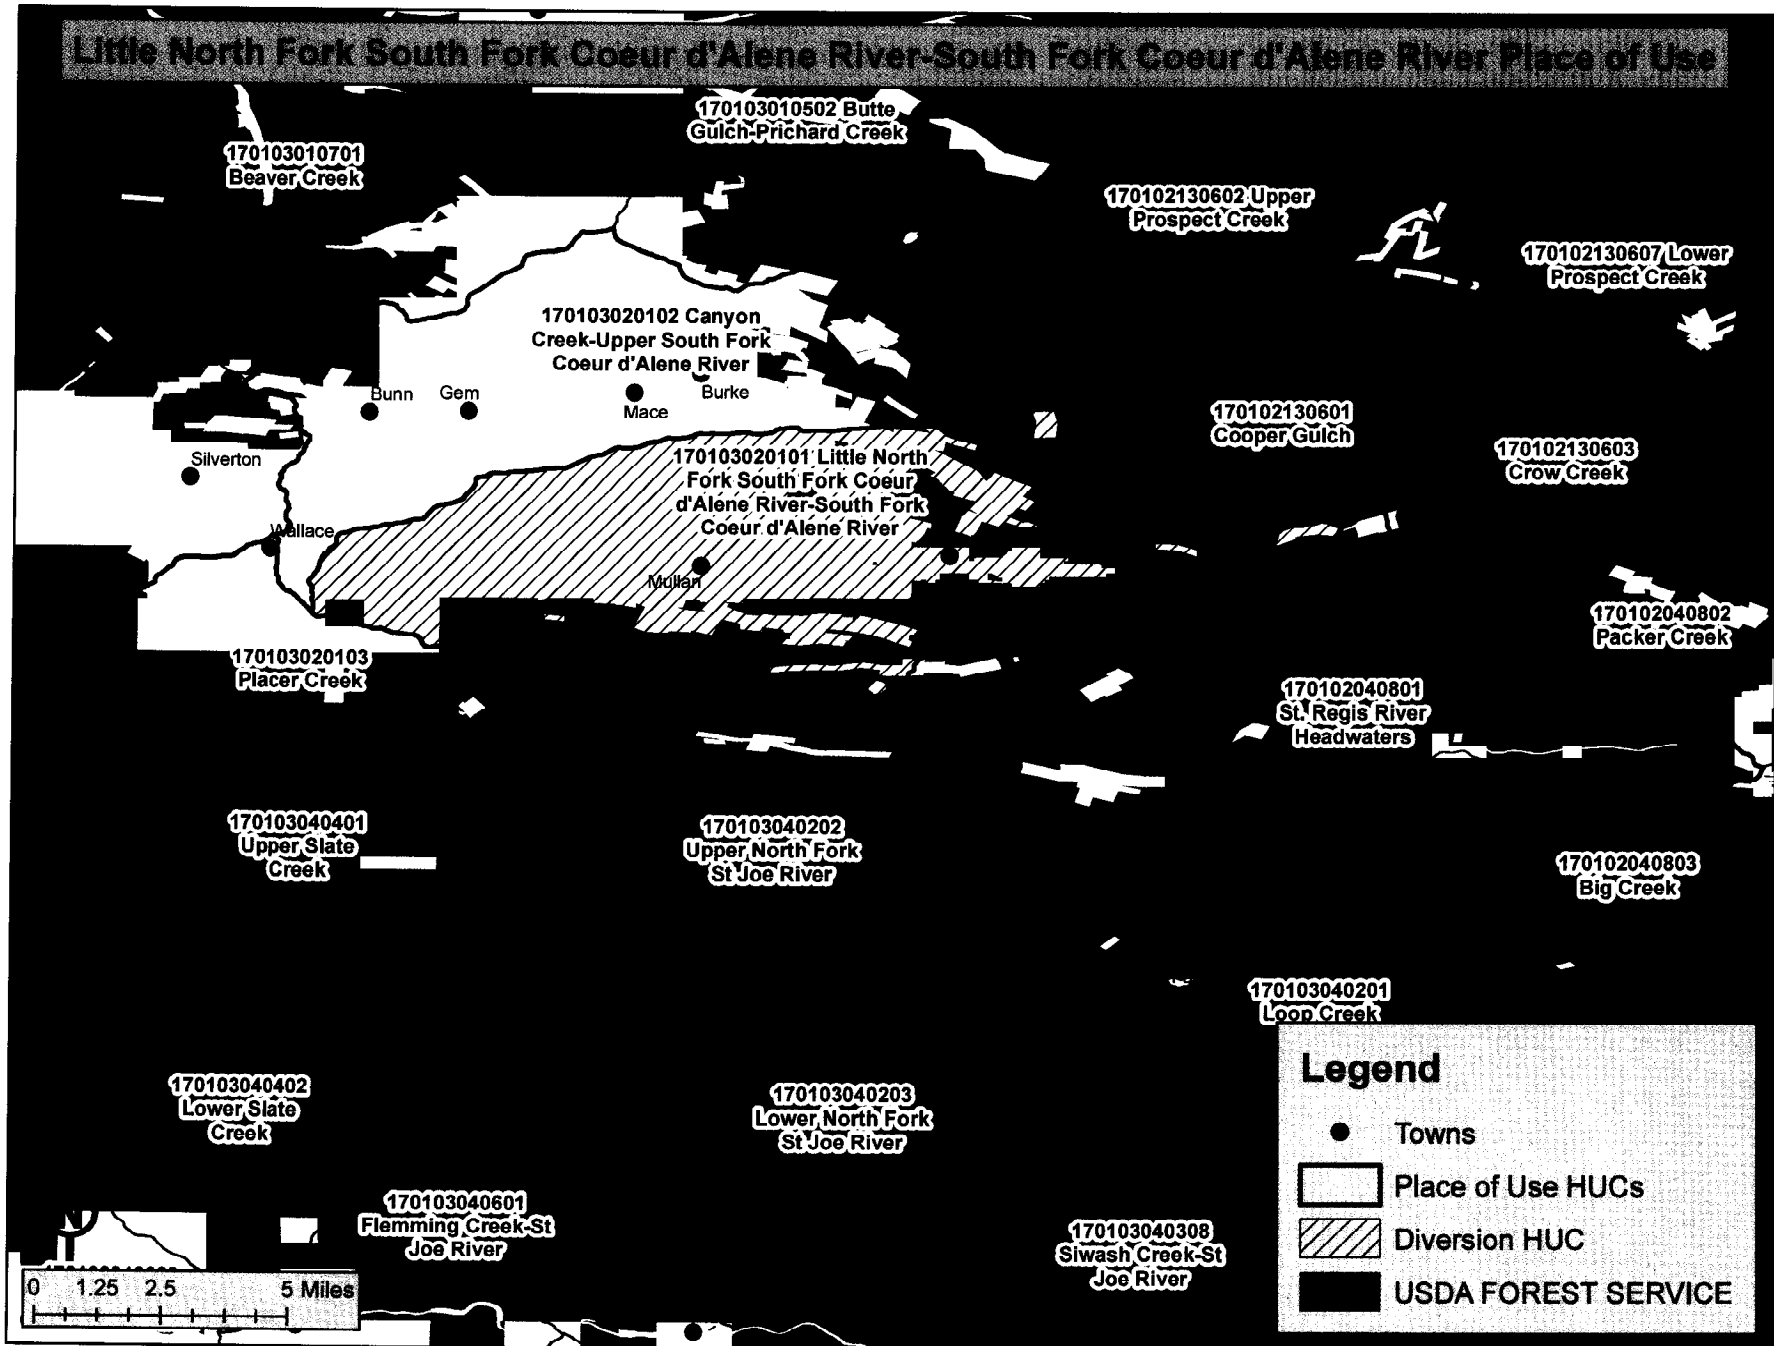 Little North Fork South Fork Coeur d'Alene River-South Fork Coeur d'Alene River Place of Use
170103010502 Butte
Gulch-Prichard Creek
170103010701
Beaver Creek
170102130602 Upper
Prospect Creek
170102130607 Lower
Prospect Creek
170103020102 Canyon
Creek-Upper South Fork
Coeur d'Alene River
Bunn
Gem
Mace
Burke
170102130601
Cooper Gulch
170102130603
Crow Creek
Silverton
170103020101 Little North
Fork South Fork Coeur
d'Alene River-South Fork
Coeur d'Alene River
Wallace
Mullan
170102040802
Packer Creek
170103020103
Placer Creek
170102040801
St. Regis River
Headwaters
170103040401
Upper Slate
Creek
170103040202
Upper North Fork
St Joe River
170102040803
Big Creek
170103040201
Loop Creek
170103040402
Lower Slate
Creek
170103040203
Lower North Fork
St Joe River
170103040601
Flemming Creek-St
Joe River
170103040308
Siwash Creek-St
Joe River
Legend
Towns
Place of Use HUCs
Diversion HUC
USDA FOREST SERVICE
N
0 1.25 2.5 5 Miles